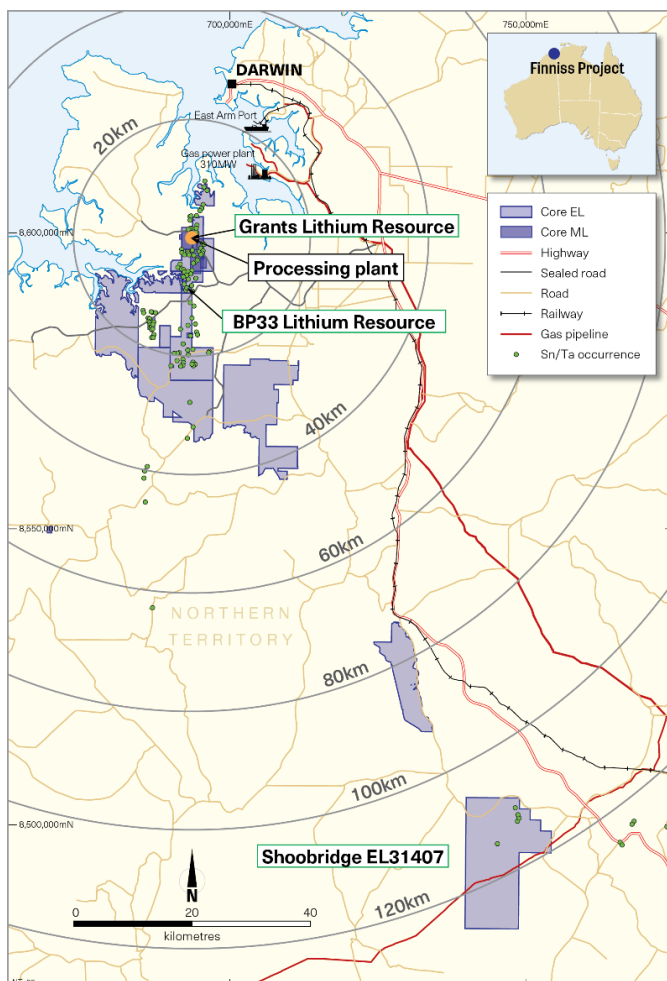 700,000mE
750,000mE
DARWIN
Finniss Project
East Arm Port
20km
Gas power plant
310MW
Core EL
Core ML
Highway
Sealed road
Road
Railway
Gas pipeline
Sn/Ta occurrence
Grants Lithium Resource
8,600,000mN
Processing plant
BP33 Lithium Resource
40km
8,550,000mN
60km
NORTHERN
TERRITORY
80km
100km
8,500,000mN
Shoobridge EL31407
120km
N
0 20 40
kilometres